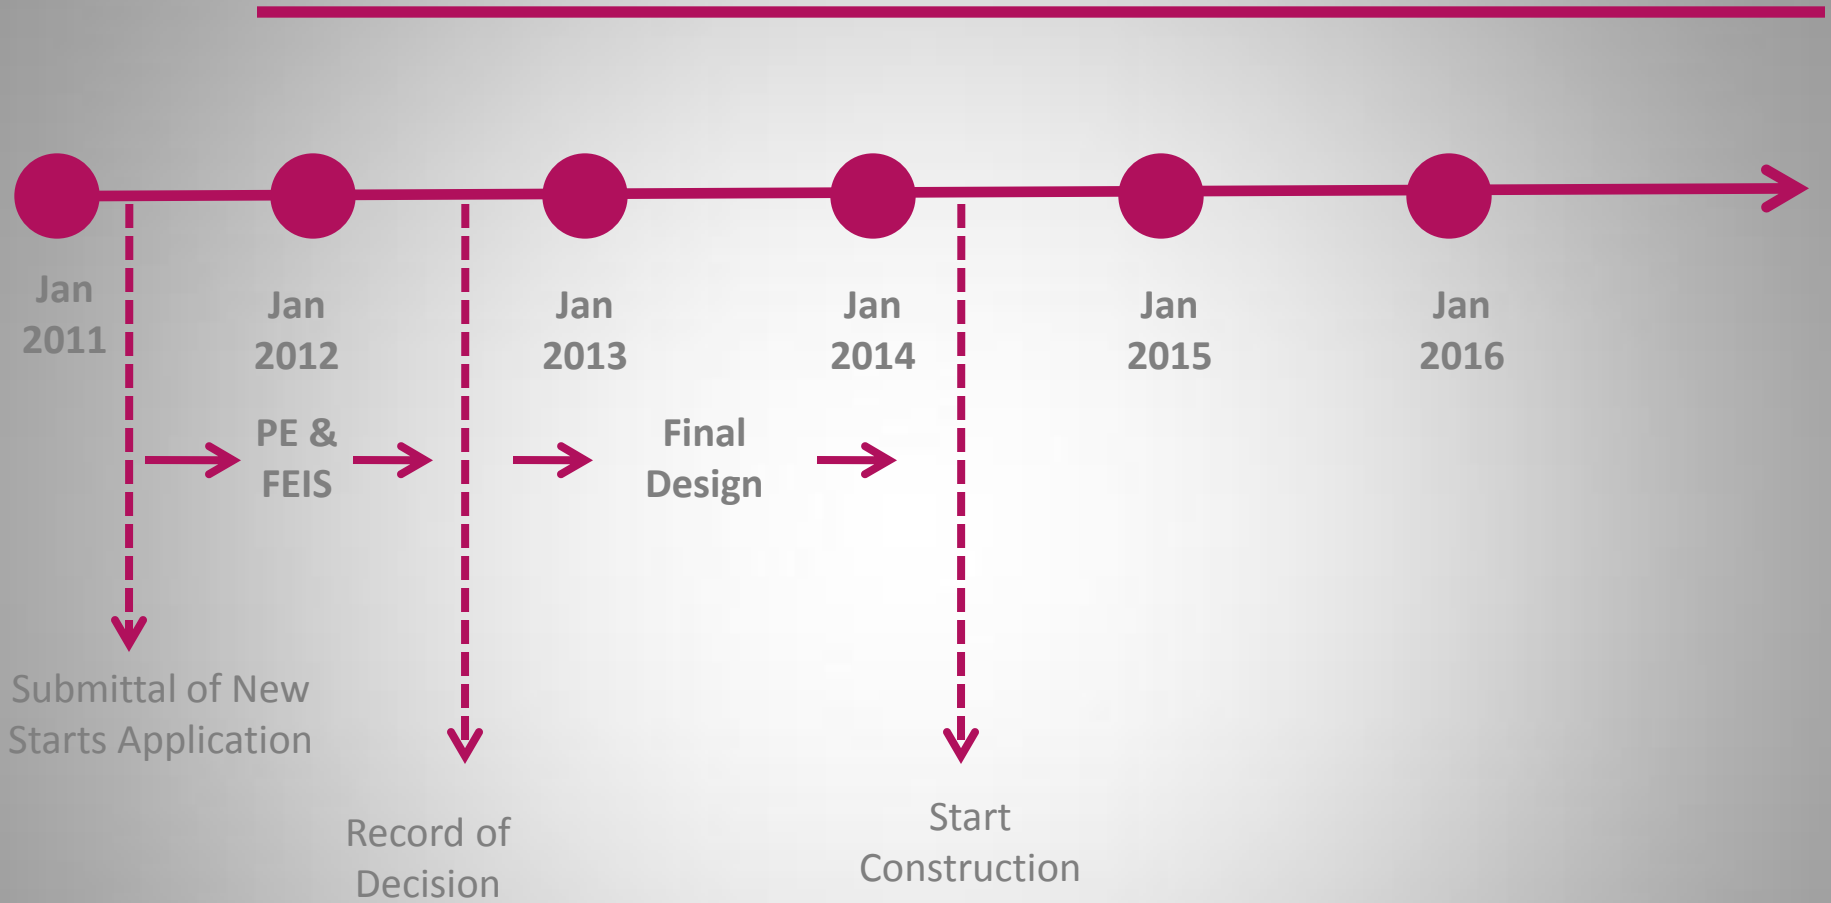 Jan
2011
Jan
2012
Jan
2013
Jan
2014
Jan
2015
Jan
2016
PE &
FEIS
Final
Design
Submittal of New
Starts Application
Record of
Decision
Start
Construction